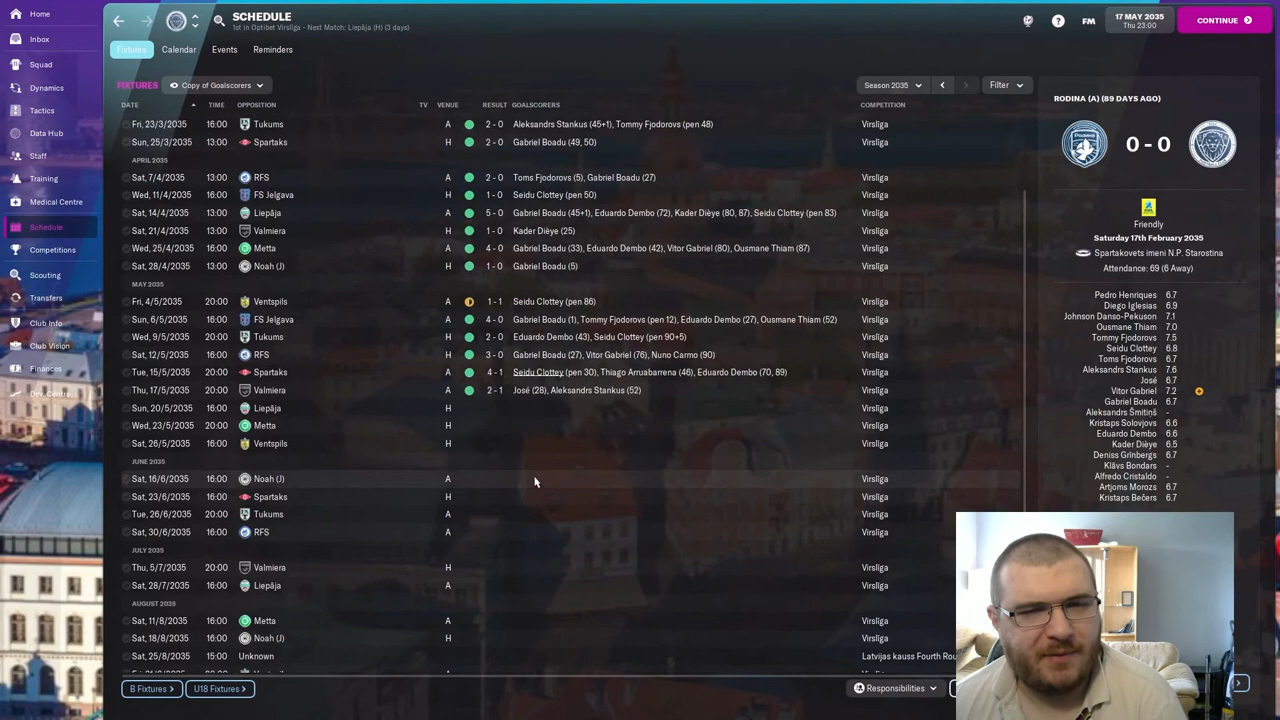 Home
SCHEDULE
1st in Optibet Virslīga - Next Match: Liepāja (H) (3 days)
FM
17 MAY 2035
Thu 23:00
CONTINUE
Inbox
Squad
Dynamics
Tactics
Data Hub
Staff
Training
Medical Centre
Schedule
Competitions
Scouting
Transfers
Club Info
Club Vision
Finances
Dev. Centre
Fixtures Calendar Events Reminders
FIXTURES Copy of Goalscorers Season 2035 Filter
DATE TIME OPPOSITION TV VENUE RESULT GOALSCORERS COMPETITION
Fri, 23/3/2035 16:00 Tukums A 2 - 0 Aleksandrs Stankus (45+1), Tommy Fjodorovs (pen 48) Virslīga
Sun, 25/3/2035 13:00 Spartaks H 2 - 0 Gabriel Boadu (49, 50) Virslīga
APRIL 2035
Sat, 7/4/2035 13:00 RFS A 2 - 0 Toms Fjodorovs (5), Gabriel Boadu (27) Virslīga
Wed, 11/4/2035 16:00 FS Jelgava H 1 - 0 Seidu Clottey (pen 50) Virslīga
Sat, 14/4/2035 13:00 Liepāja A 5 - 0 Gabriel Boadu (45+1), Eduardo Dembo (72), Kader Dièye (80, 87), Seidu Clottey (pen 83) Virslīga
Sat, 21/4/2035 13:00 Valmiera H 1 - 0 Kader Dièye (25) Virslīga
Wed, 25/4/2035 16:00 Metta A 4 - 0 Gabriel Boadu (33), Eduardo Dembo (42), Vitor Gabriel (80), Ousmane Thiam (87) Virslīga
Sat, 28/4/2035 13:00 Noah (J) H 1 - 0 Gabriel Boadu (5) Virslīga
MAY 2035
Fri, 4/5/2035 20:00 Ventspils A 1 - 1 Seidu Clottey (pen 86) Virslīga
Sun, 6/5/2035 16:00 FS Jelgava A 4 - 0 Gabriel Boadu (1), Tommy Fjodorovs (pen 12), Eduardo Dembo (27), Ousmane Thiam (52) Virslīga
Wed, 9/5/2035 20:00 Tukums H 2 - 0 Eduardo Dembo (43), Seidu Clottey (pen 90+5) Virslīga
Sat, 12/5/2035 16:00 RFS H 3 - 0 Gabriel Boadu (27), Vitor Gabriel (76), Nuno Carmo (90) Virslīga
Tue, 15/5/2035 20:00 Spartaks A 4 - 1 Seidu Clottey (pen 30), Thiago Arruabarrena (46), Eduardo Dembo (70, 89) Virslīga
Thu, 17/5/2035 20:00 Valmiera A 2 - 1 José (28), Aleksandrs Stankus (52) Virslīga
Sun, 20/5/2035 16:00 Liepāja H Virslīga
Wed, 23/5/2035 20:00 Metta H Virslīga
Sat, 26/5/2035 16:00 Ventspils H Virslīga
JUNE 2035
Sat, 16/6/2035 16:00 Noah (J) A Virslīga
Sat, 23/6/2035 16:00 Spartaks H Virslīga
Tue, 26/6/2035 20:00 Tukums A Virslīga
Sat, 30/6/2035 16:00 RFS A Virslīga
JULY 2035
Thu, 5/7/2035 20:00 Valmiera H Virslīga
Sat, 28/7/2035 16:00 Liepāja A Virslīga
AUGUST 2035
Sat, 11/8/2035 16:00 Metta A Virslīga
Sat, 18/8/2035 16:00 Noah (J) H Virslīga
Sat, 25/8/2035 15:00 Unknown Latvijas kauss Fourth Rou
B Fixtures U18 Fixtures Responsibilities
RODINA (A) (89 DAYS AGO)
0 - 0
Friendly
Saturday 17th February 2035
Spartakovets imeni N.P. Starostina
Attendance: 69 (6 Away)
Pedro Henriques 6.7
Diego Iglesias 6.9
Johnson Danso-Pekuson 7.1
Ousmane Thiam 7.0
Tommy Fjodorovs 7.5
Seidu Clottey 6.8
Toms Fjodorovs 6.7
Aleksandrs Stankus 7.6
José 6.7
Vitor Gabriel 7.2
Gabriel Boadu 6.7
Aleksandrs Šmitiņš -
Kristaps Solovjovs 6.6
Eduardo Dembo 6.6
Kader Dièye 6.5
Deniss Grīnbergs 6.7
Klāvs Bondars -
Alfredo Cristaldo -
Artjoms Morozs 6.7
Kristaps Bečers 6.7